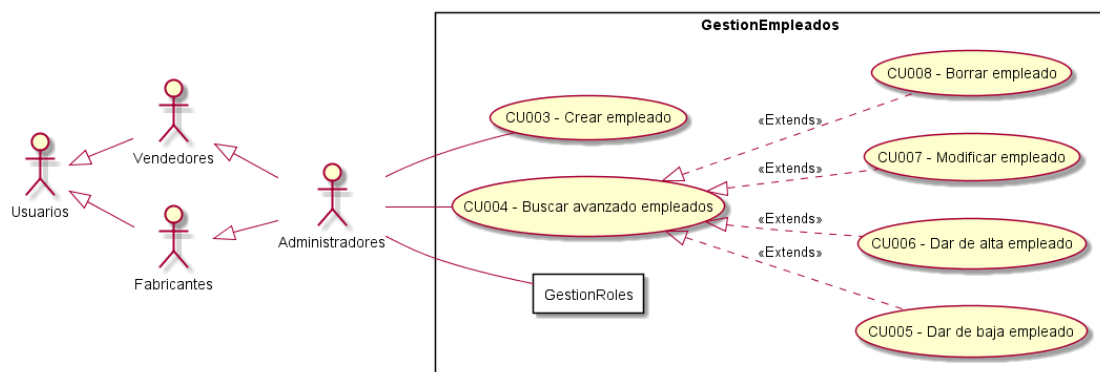 GestionEmpleados
CU008 - Borrar empleado
CU003 - Crear empleado
«Extends»
Vendedores
CU007 - Modificar empleado
«Extends»
Usuarios
CU004 - Buscar avanzado empleados
«Extends»
Administradores
CU006 - Dar de alta empleado
«Extends»
Fabricantes
GestionRoles
CU005 - Dar de baja empleado